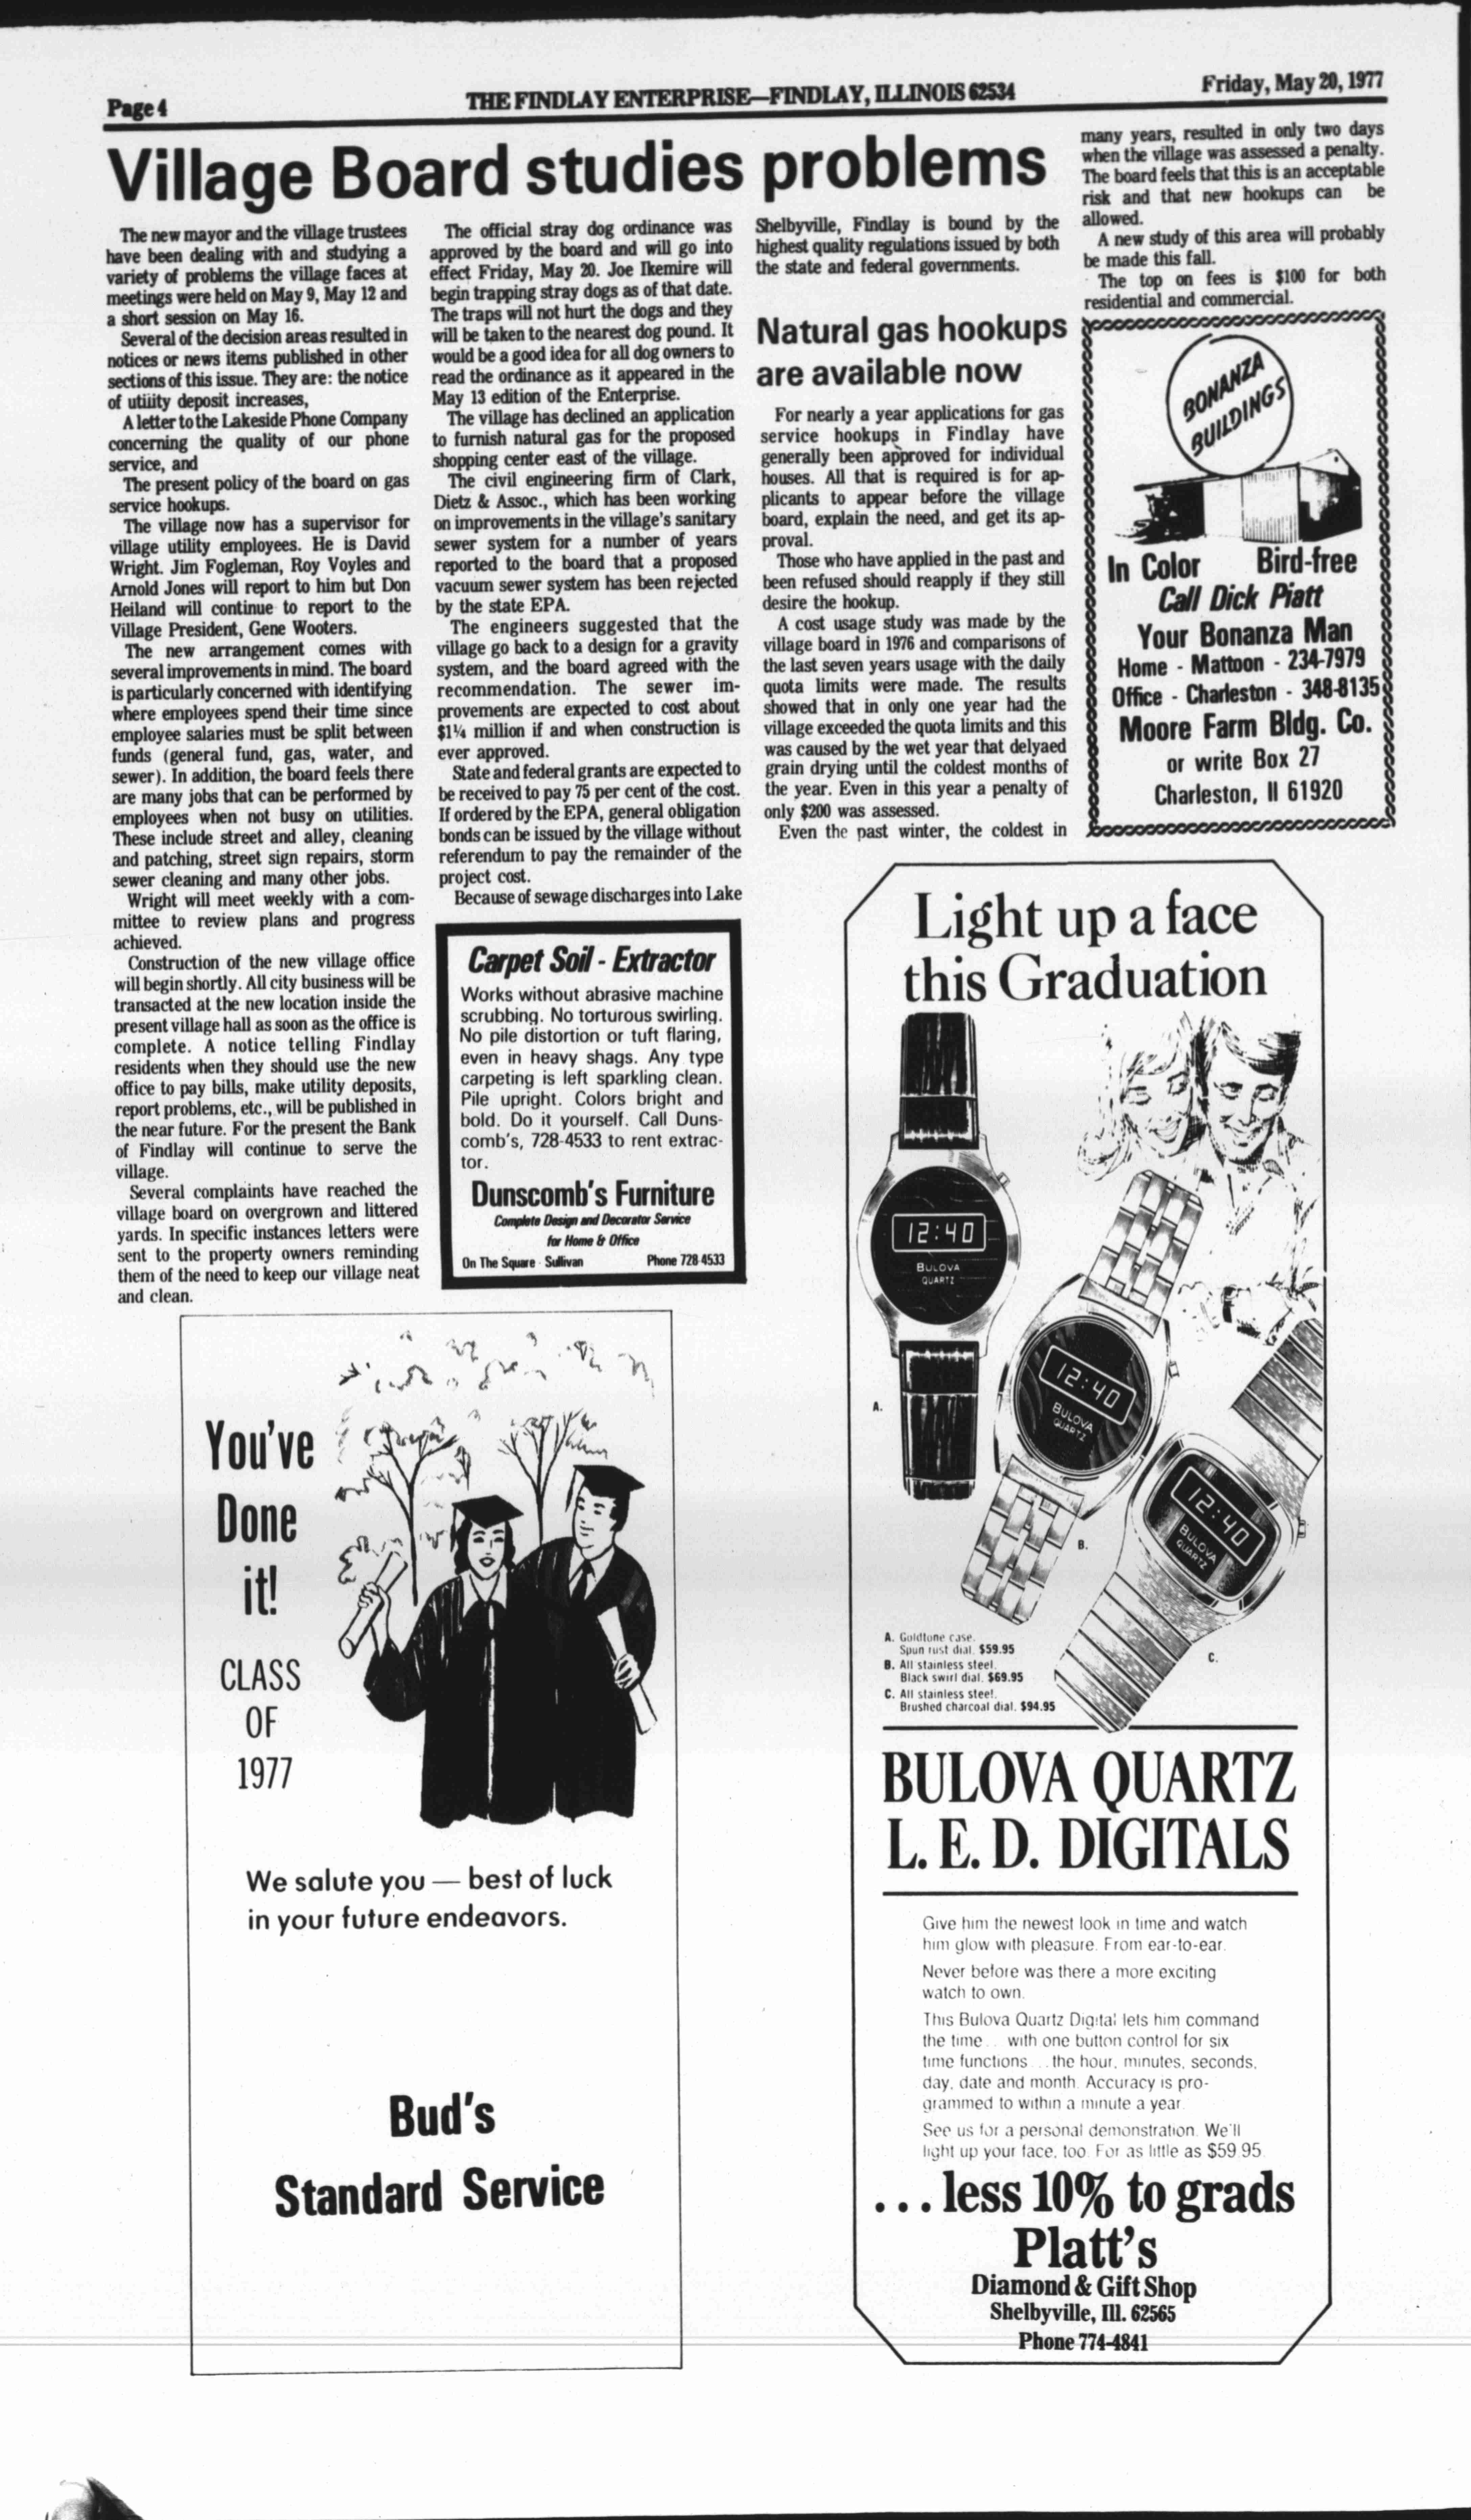 Page 4
THE FINDLAY ENTERPRISE—FINDLAY, ILLINOIS 62534
Friday, May 20, 1977
Village Board studies problems
The new mayor and the village trustees
have been dealing with and studying a
variety of problems the village faces at
meetings were held on May 9, May 12 and
a short session on May 16.
Several of the decision areas resulted in
notices or news items published in other
sections of this issue. They are: the notice
of utility deposit increases,
A letter to the Lakeside Phone Company
concerning the quality of our phone
service, and
The present policy of the board on gas
service hookups.
The village now has a supervisor for
village utility employees. He is David
Wright. Jim Fogleman, Roy Voyles and
Arnold Jones will report to him but Don
Heiland will continue to report to the
Village President, Gene Wooters.
The new arrangement comes with
several improvements in mind. The board
is particularly concerned with identifying
where employees spend their time since
employee salaries must be split between
funds (general fund, gas, water, and
sewer). In addition, the board feels there
are many jobs that can be performed by
employees when not busy on utilities.
These include street and alley, cleaning
and patching, street sign repairs, storm
sewer cleaning and many other jobs.
Wright will meet weekly with a com-
mittee to review plans and progress
achieved.
Construction of the new village office
will begin shortly. All city business will be
transacted at the new location inside the
present village hall as soon as the office is
complete. A notice telling Findlay
residents when they should use the new
office to pay bills, make utility deposits,
report problems, etc., will be published in
the near future. For the present the Bank
of Findlay will continue to serve the
village.
Several complaints have reached the
village board on overgrown and littered
yards. In specific instances letters were
sent to the property owners reminding
them of the need to keep our village neat
and clean.
The official stray dog ordinance was
approved by the board and will go into
effect Friday, May 20. Joe Ikemire will
begin trapping stray dogs as of that date.
The traps will not hurt the dogs and they
will be taken to the nearest dog pound. It
would be a good idea for all dog owners to
read the ordinance as it appeared in the
May 13 edition of the Enterprise.
The village has declined an application
to furnish natural gas for the proposed
shopping center east of the village.
The civil engineering firm of Clark,
Dietz & Assoc., which has been working
on improvements in the village's sanitary
sewer system for a number of years
reported to the board that a proposed
vacuum sewer system has been rejected
by the state EPA.
The engineers suggested that the
village go back to a design for a gravity
system, and the board agreed with the
recommendation. The sewer im-
provements are expected to cost about
$1¼ million if and when construction is
ever approved.
State and federal grants are expected to
be received to pay 75 per cent of the cost.
If ordered by the EPA, general obligation
bonds can be issued by the village without
referendum to pay the remainder of the
project cost.
Because of sewage discharges into Lake
Shelbyville, Findlay is bound by the
highest quality regulations issued by both
the state and federal governments.
Natural gas hookups
are available now
For nearly a year applications for gas
service hookups in Findlay have
generally been approved for individual
houses. All that is required is for ap-
plicants to appear before the village
board, explain the need, and get its ap-
proval.
Those who have applied in the past and
been refused should reapply if they still
desire the hookup.
A cost usage study was made by the
village board in 1976 and comparisons of
the last seven years usage with the daily
quota limits were made. The results
showed that in only one year had the
village exceeded the quota limits and this
was caused by the wet year that delyaed
grain drying until the coldest months of
the year. Even in this year a penalty of
only $200 was assessed.
Even the past winter, the coldest in
many years, resulted in only two days
when the village was assessed a penalty.
The board feels that this is an acceptable
risk and that new hookups can be
allowed.
A new study of this area will probably
be made this fall.
The top on fees is $100 for both
residential and commercial.
BONANZA
BUILDINGS
In Color Bird-free
Call Dick Piatt
Your Bonanza Man
Home - Mattoon - 234-7979
Office - Charleston - 348-8135
Moore Farm Bldg. Co.
or write Box 27
Charleston, Il 61920
Carpet Soil - Extractor
Works without abrasive machine
scrubbing. No torturous swirling.
No pile distortion or tuft flaring,
even in heavy shags. Any type
carpeting is left sparkling clean.
Pile upright. Colors bright and
bold. Do it yourself. Call Duns-
comb's, 728-4533 to rent extrac-
tor.
Dunscomb's Furniture
Complete Design and Decorator Service
for Home & Office
On The Square - Sullivan Phone 728 4533
You've
Done
it!
CLASS
OF
1977
We salute you — best of luck
in your future endeavors.
Bud's
Standard Service
Light up a face
this Graduation
12:40
BULOVA
QUARTZ
12:40
BULOVA
QUARTZ
12:40
BULOVA
QUARTZ
A.
B.
C.
A. Goldtone case.
Spun rust dial. $59.95
B. All stainless steel.
Black swirl dial. $69.95
C. All stainless steel.
Brushed charcoal dial. $94.95
BULOVA QUARTZ
L.E.D. DIGITALS
Give him the newest look in time and watch
him glow with pleasure. From ear-to-ear.
Never before was there a more exciting
watch to own.
This Bulova Quartz Digital lets him command
the time... with one button control for six
time functions... the hour, minutes, seconds,
day, date and month. Accuracy is pro-
grammed to within a minute a year.
See us for a personal demonstration. We'll
light up your face, too. For as little as $59.95
...less 10% to grads
Platt's
Diamond & Gift Shop
Shelbyville, Ill. 62565
Phone 774-4841